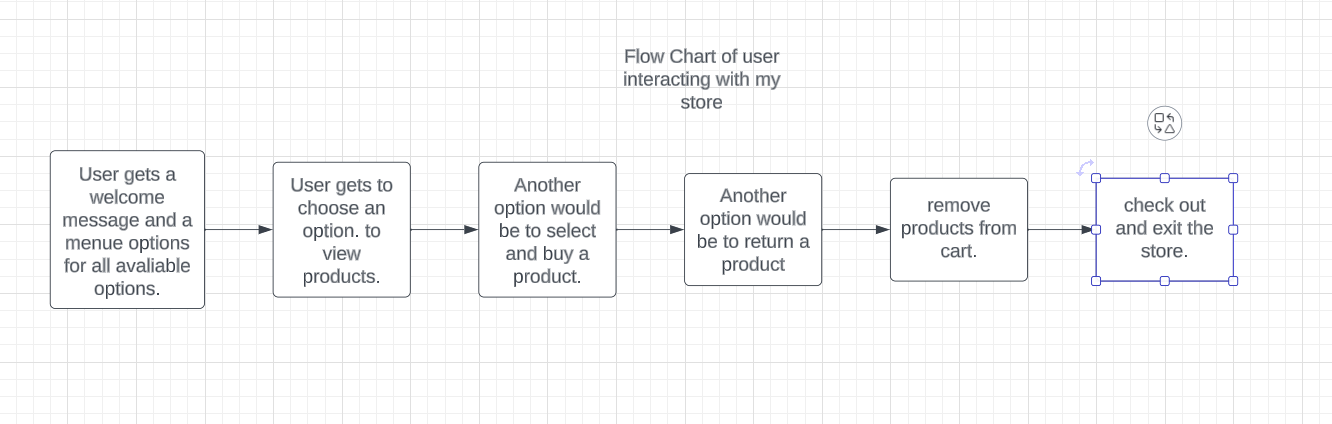 Flow Chart of user
interacting with my
store
User gets a
welcome
message and a
menue options
for all avaliable
options.
User gets to
choose an
option. to
view
products.
Another
option would
be to select
and buy a
product.
Another
option would
be to return a
product
remove
products from
cart.
check out
and exit the
store.